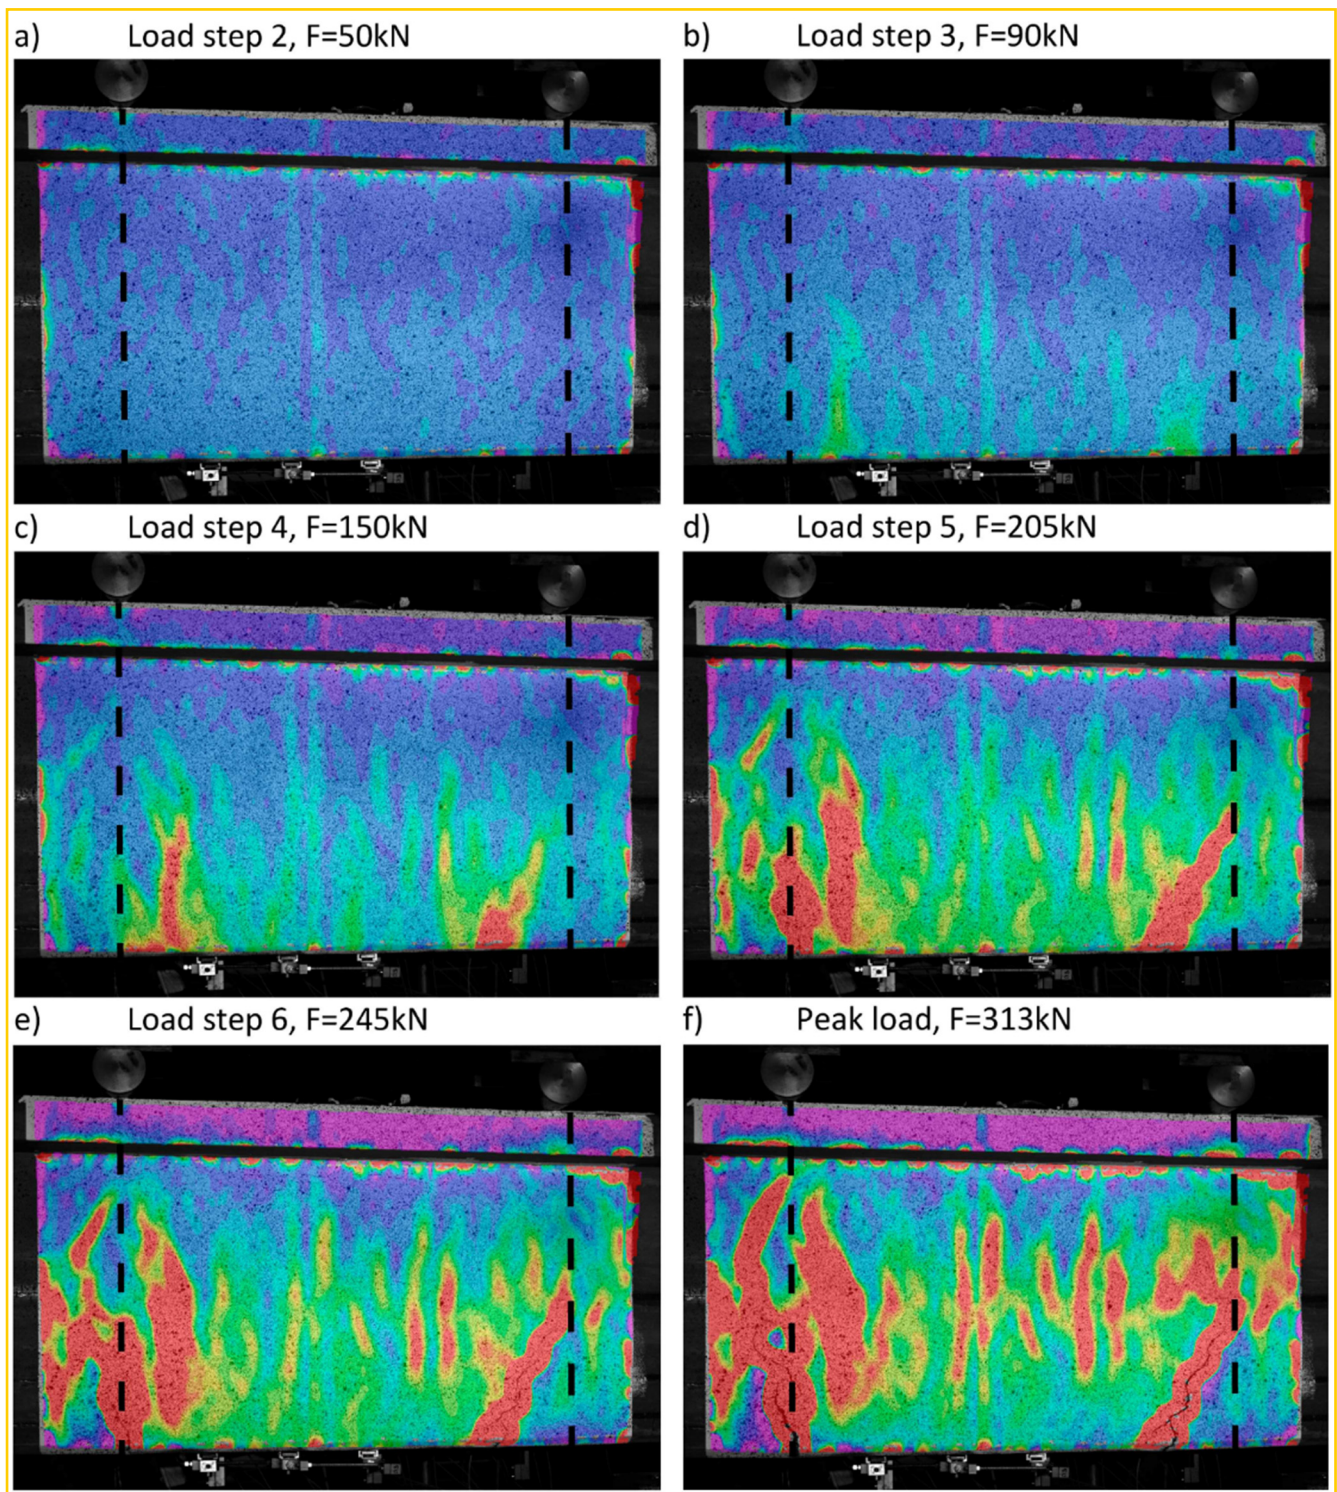 a) Load step 2, F=50kN
b) Load step 3, F=90kN
c) Load step 4, F=150kN
d) Load step 5, F=205kN
e) Load step 6, F=245kN
f) Peak load, F=313kN